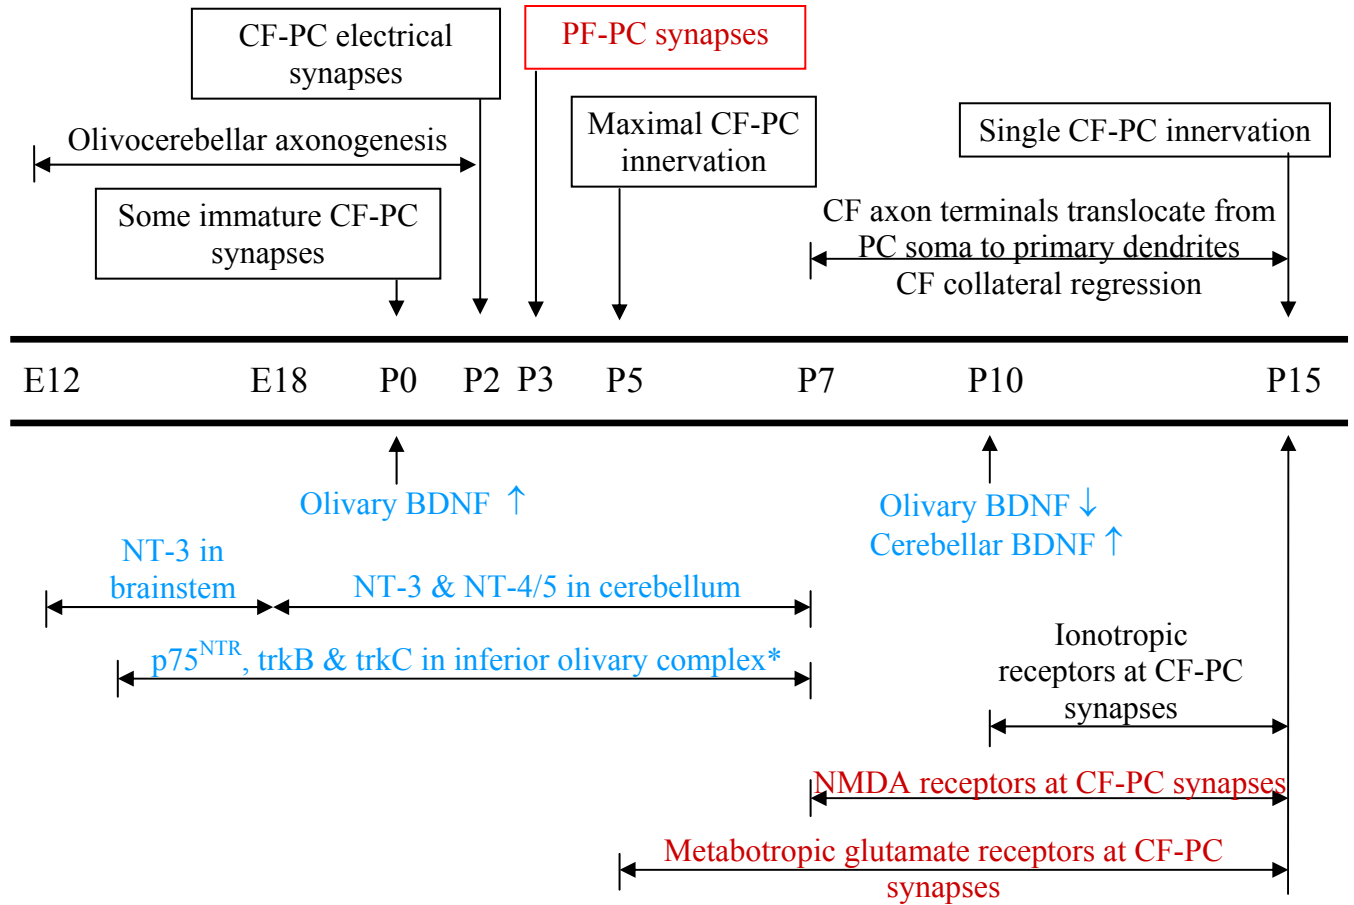 CF-PC electrical
synapses
PF-PC synapses
Maximal CF-PC
innervation
Single CF-PC innervation
Olivocerebellar axonogenesis
Some immature CF-PC
synapses
CF axon terminals translocate from
PC soma to primary dendrites
CF collateral regression
E12 E18 P0 P2 P3 P5 P7 P10 P15
Olivary BDNF ↑
Olivary BDNF ↓
Cerebellar BDNF ↑
NT-3 in
brainstem
NT-3 & NT-4/5 in cerebellum
p75NTR, trkB & trkC in inferior olivary complex*
Ionotropic
receptors at CF-PC
synapses
NMDA receptors at CF-PC synapses
Metabotropic glutamate receptors at CF-PC
synapses